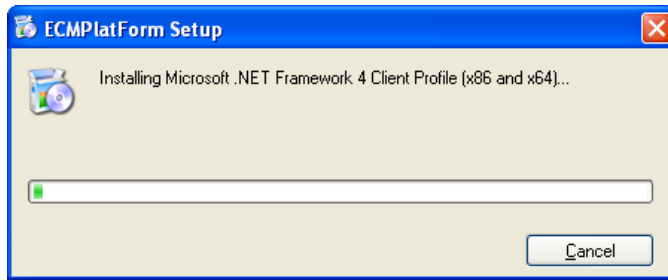 ECMPlatForm Setup
Installing Microsoft .NET Framework 4 Client Profile (x86 and x64)...
Cancel